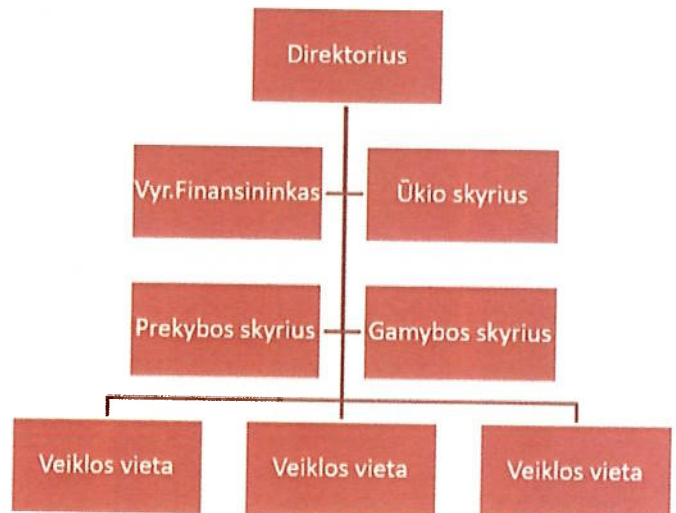 Direktorius
Vyr.Finansininkas
Ūkio skyrius
Prekybos skyrius
Gamybos skyrius
Veiklos vieta
Veiklos vieta
Veiklos vieta